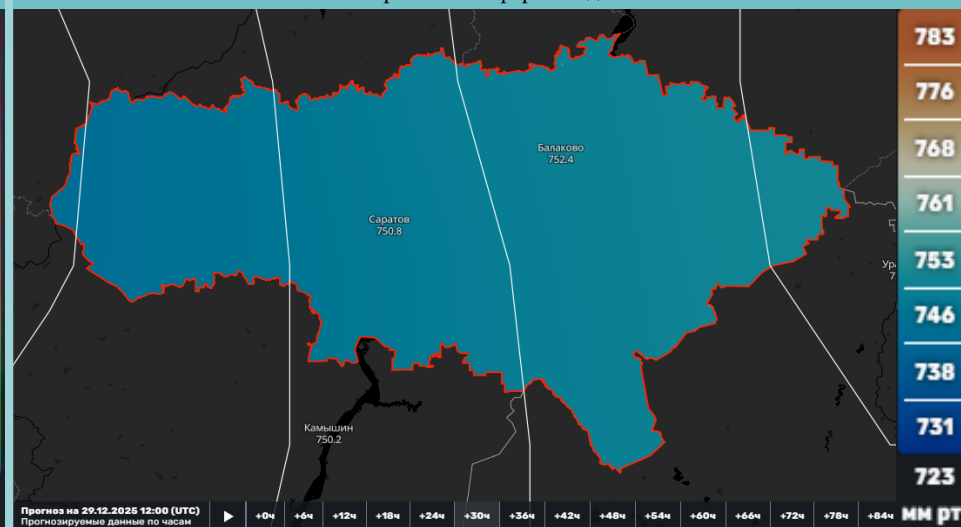 783
776
768
Балаково
752.4
761
Саратов
750.8
753
746
738
Камышин
750.2
731
723
Прогноз на 29.12.2025 12:00 (UTC)
Прогнозируемые данные по часам
+0ч +6ч +12ч +18ч +24ч +30ч +36ч +42ч +48ч +54ч +60ч +66ч +72ч +78ч +84ч
мм рт